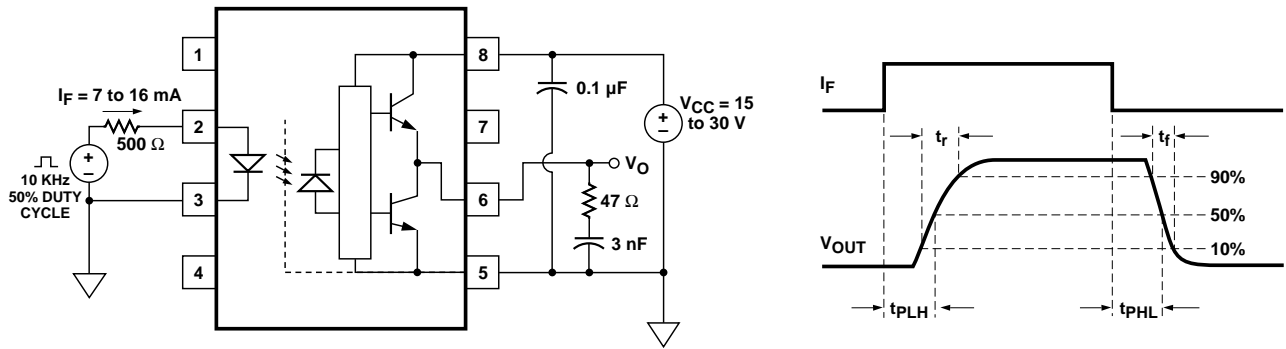 1
I_F = 7 to 16 mA
2
500 Ω
+
–
10 KHz
50% DUTY
CYCLE
3
4
8
0.1 µF
V_CC = 15
to 30 V
+
–
7
V_O
6
47 Ω
3 nF
5
I_F
t_r
t_f
90%
50%
10%
V_OUT
t_PLH
t_PHL